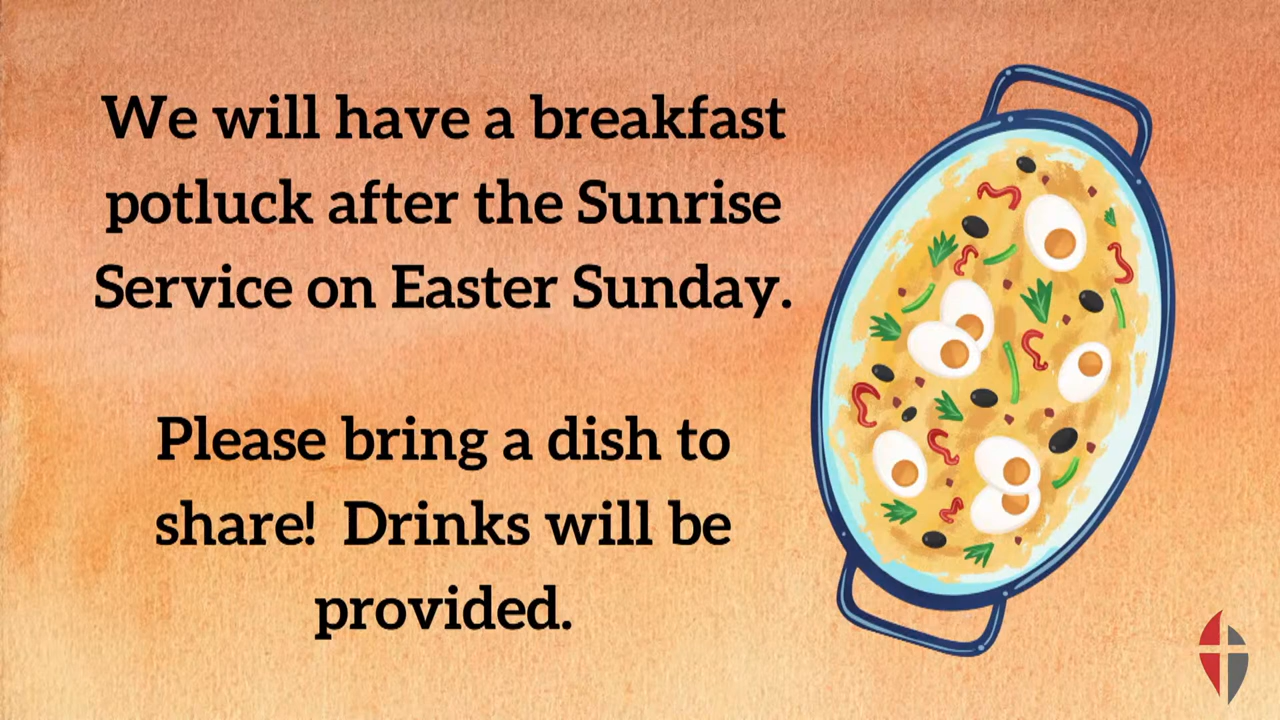 We will have a breakfast
potluck after the Sunrise
Service on Easter Sunday.
Please bring a dish to
share!  Drinks will be
provided.